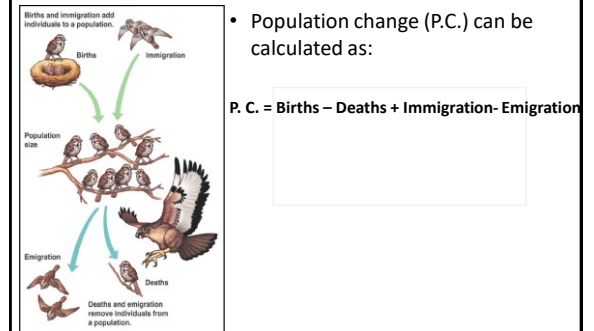 Births and immigration add
individuals to a population.
Births
Immigration
Population
size
Emigration
Deaths
Deaths and emigration
remove individuals from
a population.
• Population change (P.C.) can be
calculated as:
P. C. = Births – Deaths + Immigration- Emigration